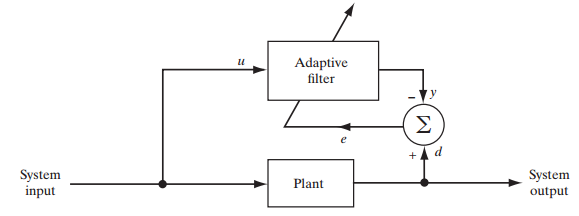 u
Adaptive
filter
−
y
Σ
e
+
d
System
input
Plant
System
output